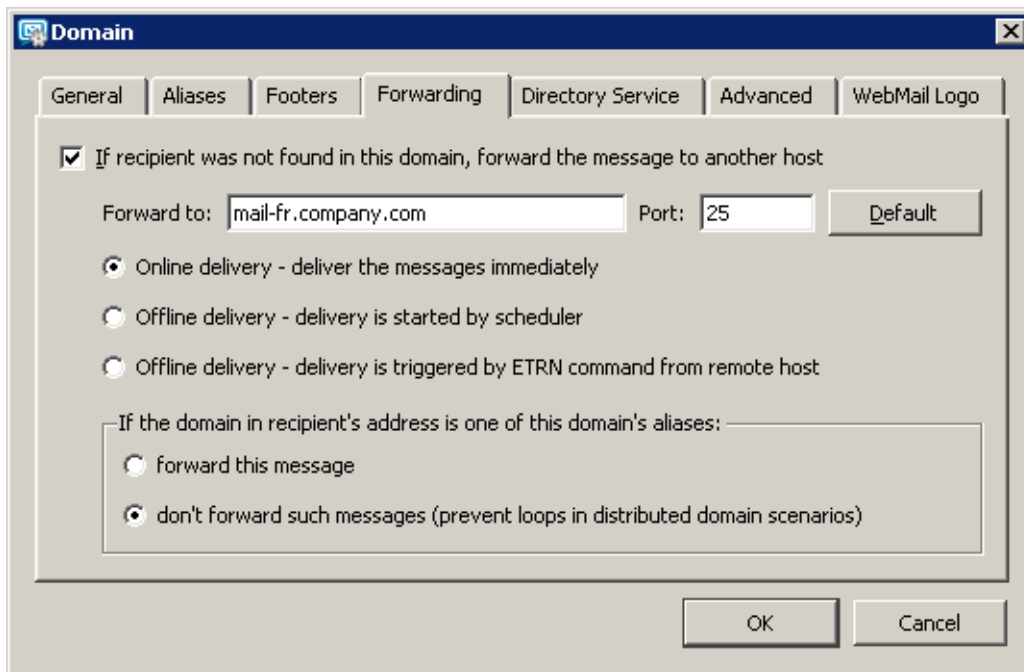 Domain
General Aliases Footers Forwarding Directory Service Advanced WebMail Logo
If recipient was not found in this domain, forward the message to another host
Forward to: mail-fr.company.com Port: 25 Default
Online delivery - deliver the messages immediately
Offline delivery - delivery is started by scheduler
Offline delivery - delivery is triggered by ETRN command from remote host
If the domain in recipient's address is one of this domain's aliases:
forward this message
don't forward such messages (prevent loops in distributed domain scenarios)
OK Cancel